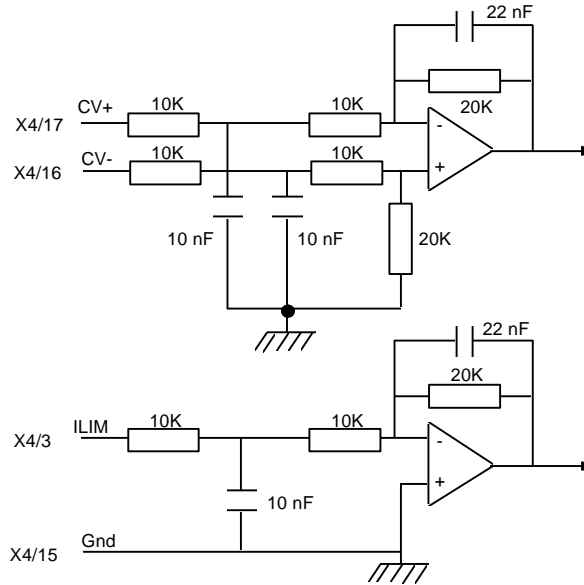 22 nF
CV+
10K
10K
20K
X4/17
-
CV-
10K
10K
X4/16
+
10 nF
10 nF
20K
22 nF
20K
ILIM
10K
10K
X4/3
-
+
10 nF
Gnd
X4/15